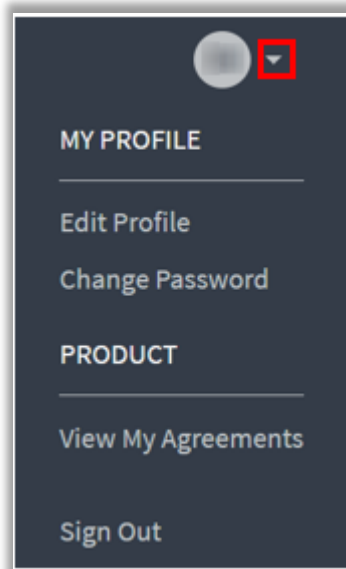 MY PROFILE
Edit Profile
Change Password
PRODUCT
View My Agreements
Sign Out